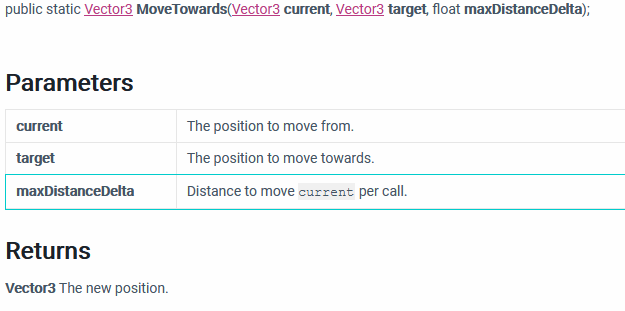 public static Vector3 MoveTowards(Vector3 current, Vector3 target, float maxDistanceDelta);
Parameters
current The position to move from.
target The position to move towards.
maxDistanceDelta Distance to move current per call.
Returns
Vector3 The new position.